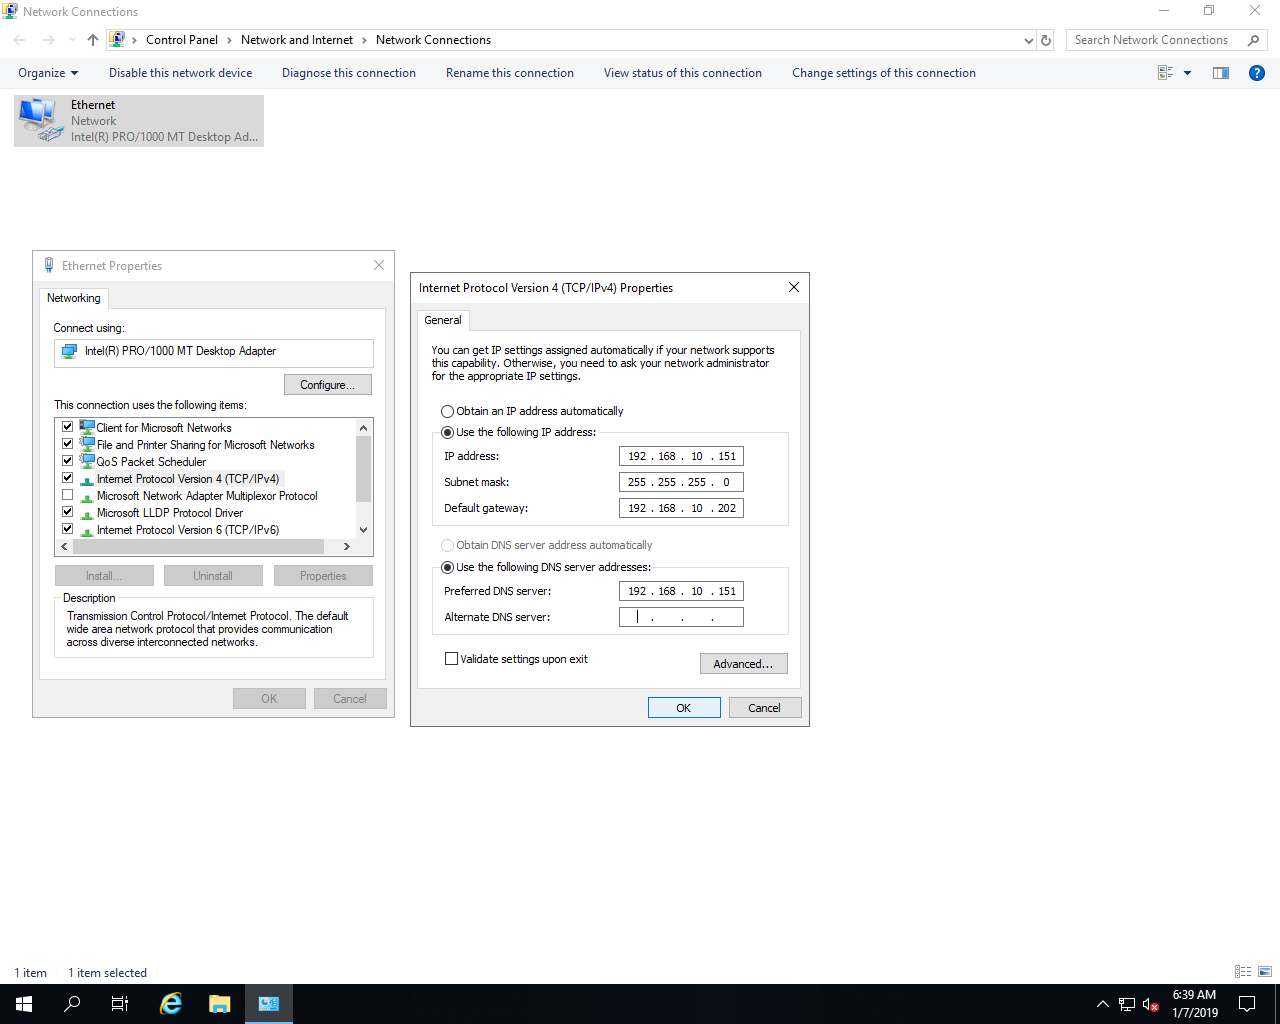 Network Connections
Control Panel > Network and Internet > Network Connections
Search Network Connections
Organize
Disable this network device
Diagnose this connection
Rename this connection
View status of this connection
Change settings of this connection
Ethernet
Network
Intel(R) PRO/1000 MT Desktop Ad...
Ethernet Properties
Networking
Connect using:
Intel(R) PRO/1000 MT Desktop Adapter
Configure...
This connection uses the following items:
Client for Microsoft Networks
File and Printer Sharing for Microsoft Networks
QoS Packet Scheduler
Internet Protocol Version 4 (TCP/IPv4)
Microsoft Network Adapter Multiplexor Protocol
Microsoft LLDP Protocol Driver
Internet Protocol Version 6 (TCP/IPv6)
Install...
Uninstall
Properties
Description
Transmission Control Protocol/Internet Protocol. The default
wide area network protocol that provides communication
across diverse interconnected networks.
OK
Cancel
Internet Protocol Version 4 (TCP/IPv4) Properties
General
You can get IP settings assigned automatically if your network supports
this capability. Otherwise, you need to ask your network administrator
for the appropriate IP settings.
Obtain an IP address automatically
Use the following IP address:
IP address: 192 . 168 . 10 . 151
Subnet mask: 255 . 255 . 255 . 0
Default gateway: 192 . 168 . 10 . 202
Obtain DNS server address automatically
Use the following DNS server addresses:
Preferred DNS server: 192 . 168 . 10 . 151
Alternate DNS server: . . .
Validate settings upon exit
Advanced...
OK
Cancel
1 item
1 item selected
6:39 AM
1/7/2019